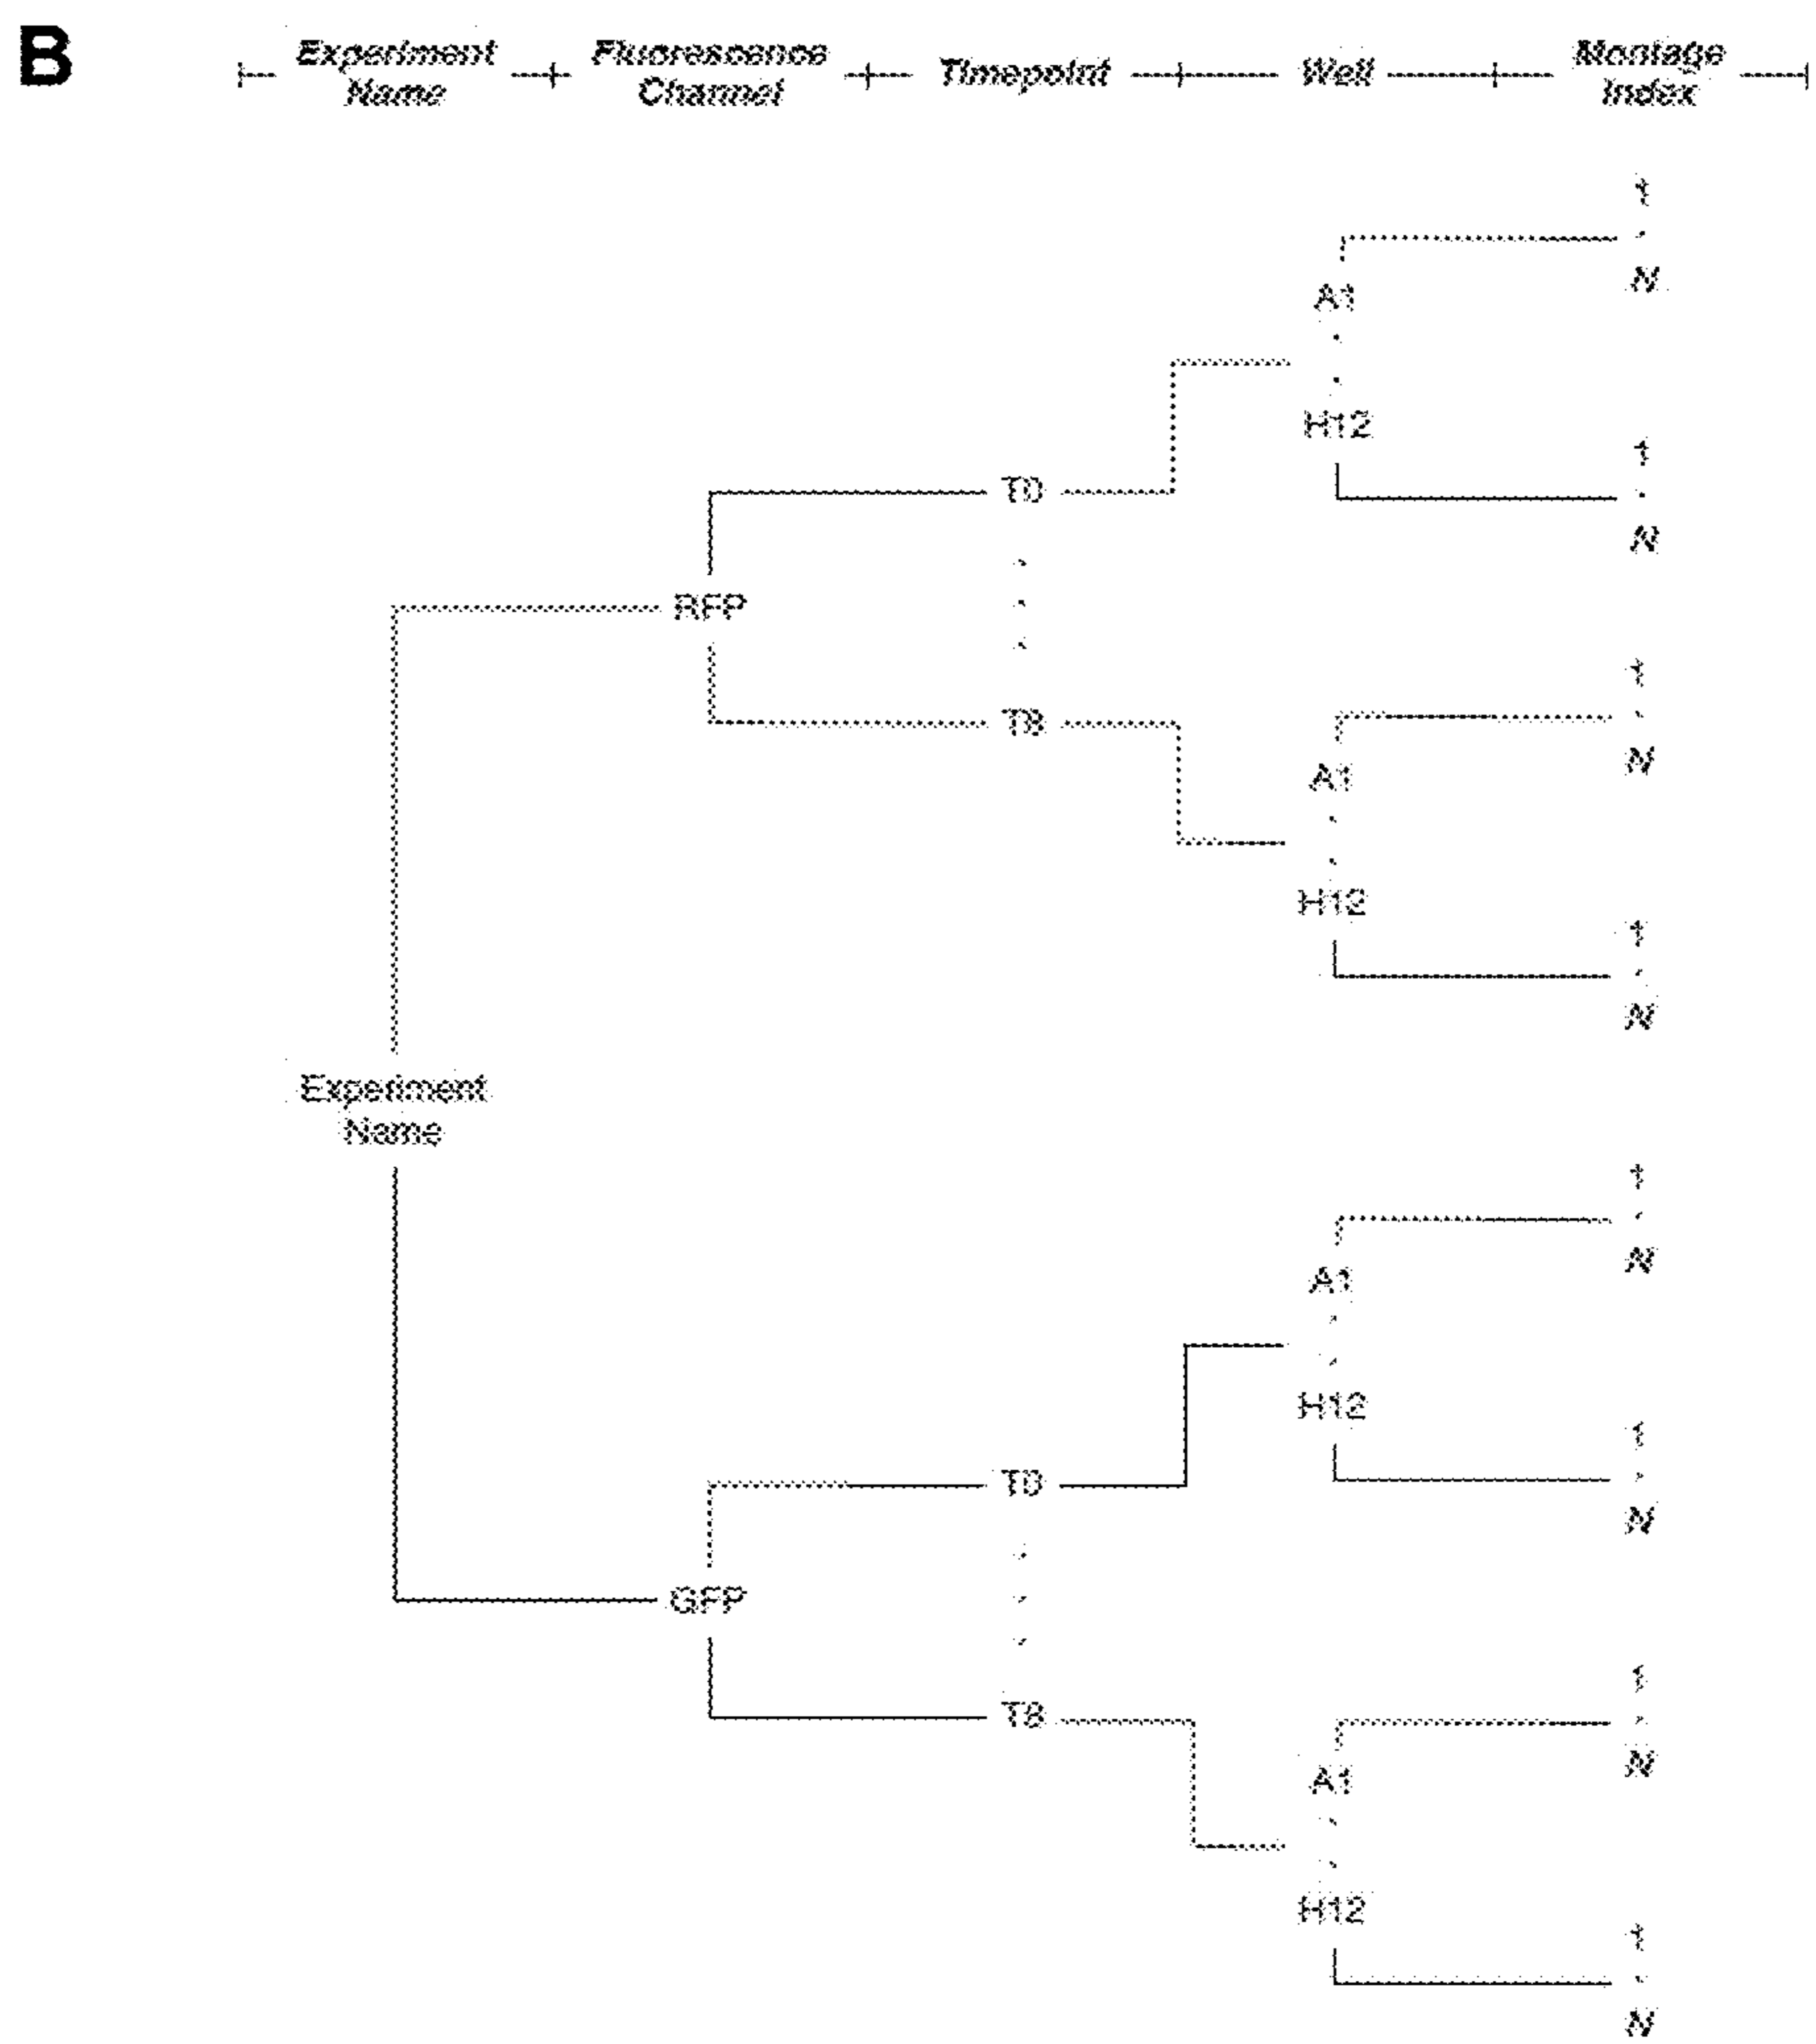 B
Experiment
Name
Fluorescence
Channel
Timepoint
Well
Montage
Index
1
N
A1
H12
1
N
T0
RFP
T8
1
N
A1
H12
1
N
Experiment
Name
1
N
A1
H12
1
N
T0
GFP
T8
1
N
A1
H12
1
N